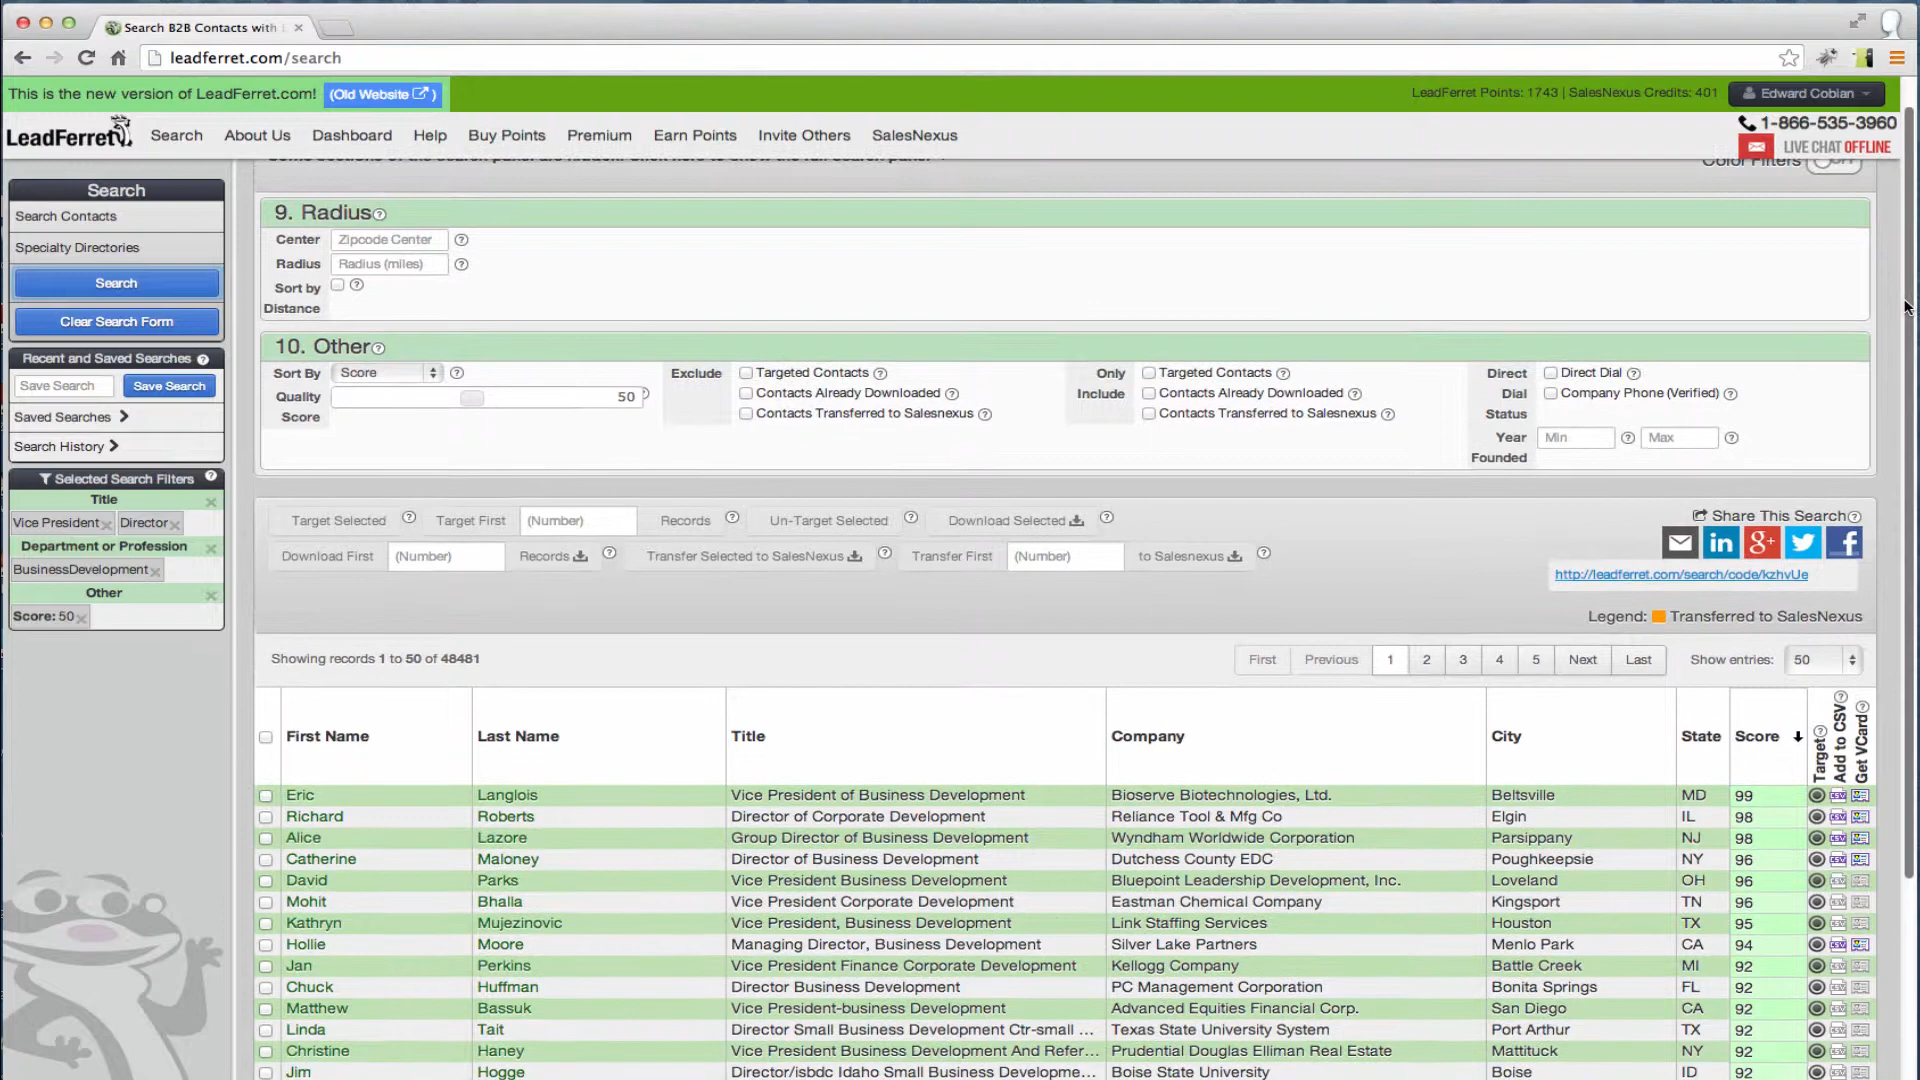 Search B2B Contacts with
leadferret.com/search
This is the new version of LeadFerret.com! (Old Website)
LeadFerret Points: 1743 | SalesNexus Credits: 401
Edward Cobian
LeadFerret
Search About Us Dashboard Help Buy Points Premium Earn Points Invite Others SalesNexus
1-866-535-3960
LIVE CHAT OFFLINE
Color Filters OFF
Search
Search Contacts
Specialty Directories
Search
Clear Search Form
Recent and Saved Searches
Save Search Save Search
Saved Searches
Search History
Selected Search Filters
Title
Vice President Director
Department or Profession
BusinessDevelopment
Other
Score: 50
9. Radius
Center Zipcode Center
Radius Radius (miles)
Sort by
Distance
10. Other
Sort By Score
Quality
Score
50
Exclude
Targeted Contacts
Contacts Already Downloaded
Contacts Transferred to Salesnexus
Only
Include
Targeted Contacts
Contacts Already Downloaded
Contacts Transferred to Salesnexus
Direct
Dial
Status
Direct Dial
Company Phone (Verified)
Year
Founded
Min Max
Target Selected Target First (Number) Records Un-Target Selected Download Selected
Download First (Number) Records Transfer Selected to SalesNexus Transfer First (Number) to Salesnexus
Share This Search
http://leadferret.com/search/code/kzhvUe
Legend: Transferred to SalesNexus
Showing records 1 to 50 of 48481
First Previous 1 2 3 4 5 Next Last Show entries: 50
First Name Last Name Title Company City State Score Target Add to CSV Get VCard
Eric Langlois Vice President of Business Development Bioserve Biotechnologies, Ltd. Beltsville MD 99
Richard Roberts Director of Corporate Development Reliance Tool & Mfg Co Elgin IL 98
Alice Lazore Group Director of Business Development Wyndham Worldwide Corporation Parsippany NJ 98
Catherine Maloney Director of Business Development Dutchess County EDC Poughkeepsie NY 96
David Parks Vice President Business Development Bluepoint Leadership Development, Inc. Loveland OH 96
Mohit Bhalla Vice President Corporate Development Eastman Chemical Company Kingsport TN 96
Kathryn Mujezinovic Vice President, Business Development Link Staffing Services Houston TX 95
Hollie Moore Managing Director, Business Development Silver Lake Partners Menlo Park CA 94
Jan Perkins Vice President Finance Corporate Development Kellogg Company Battle Creek MI 92
Chuck Huffman Director Business Development PC Management Corporation Bonita Springs FL 92
Matthew Bassuk Vice President-business Development Advanced Equities Financial Corp. San Diego CA 92
Linda Tait Director Small Business Development Ctr-small ... Texas State University System Port Arthur TX 92
Christine Haney Vice President Business Development And Refer... Prudential Douglas Elliman Real Estate Mattituck NY 92
Jim Hogge Director/isbdc Idaho Small Business Developme... Boise State University Boise ID 92